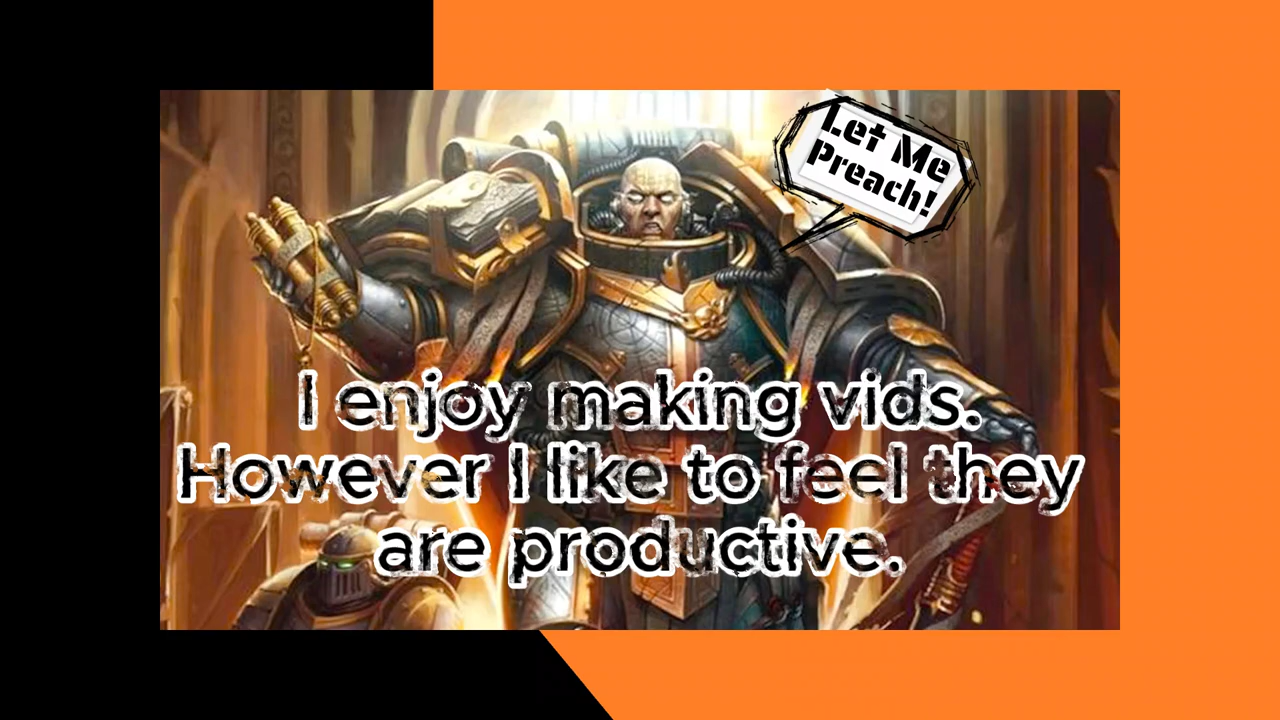 Let Me
Preach!
I enjoy making vids.
However I like to feel they
are productive.